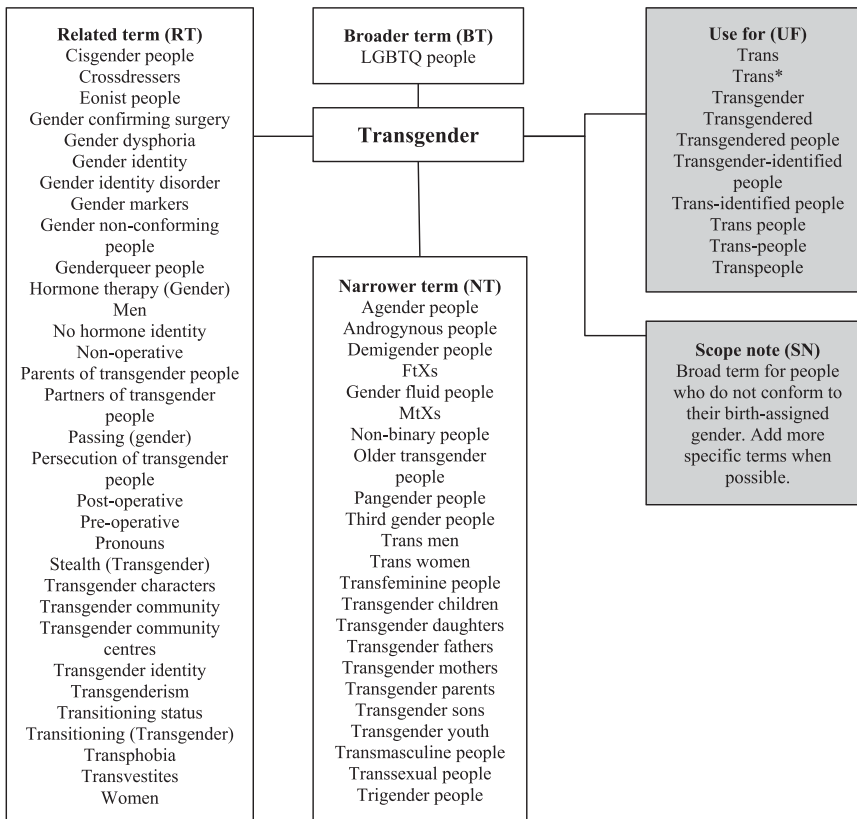 Related term (RT)
Cisgender people
Crossdressers
Eonist people
Gender confirming surgery
Gender dysphoria
Gender identity
Gender identity disorder
Gender markers
Gender non-conforming
people
Genderqueer people
Hormone therapy (Gender)
Men
No hormone identity
Non-operative
Parents of transgender people
Partners of transgender
people
Passing (gender)
Persecution of transgender
people
Post-operative
Pre-operative
Pronouns
Stealth (Transgender)
Transgender characters
Transgender community
Transgender community
centres
Transgender identity
Transgenderism
Transitioning status
Transitioning (Transgender)
Transphobia
Transvestites
Women
Broader term (BT)
LGBTQ people
Transgender
Narrower term (NT)
Agender people
Androgynous people
Demigender people
FtXs
Gender fluid people
MtXs
Non-binary people
Older transgender
people
Pangender people
Third gender people
Trans men
Trans women
Transfeminine people
Transgender children
Transgender daughters
Transgender fathers
Transgender mothers
Transgender parents
Transgender sons
Transgender youth
Transmasculine people
Transsexual people
Trigender people
Use for (UF)
Trans
Trans*
Transgender
Transgendered
Transgendered people
Transgender-identified
people
Trans-identified people
Trans people
Trans-people
Transpeople
Scope note (SN)
Broad term for people
who do not conform to
their birth-assigned
gender. Add more
specific terms when
possible.